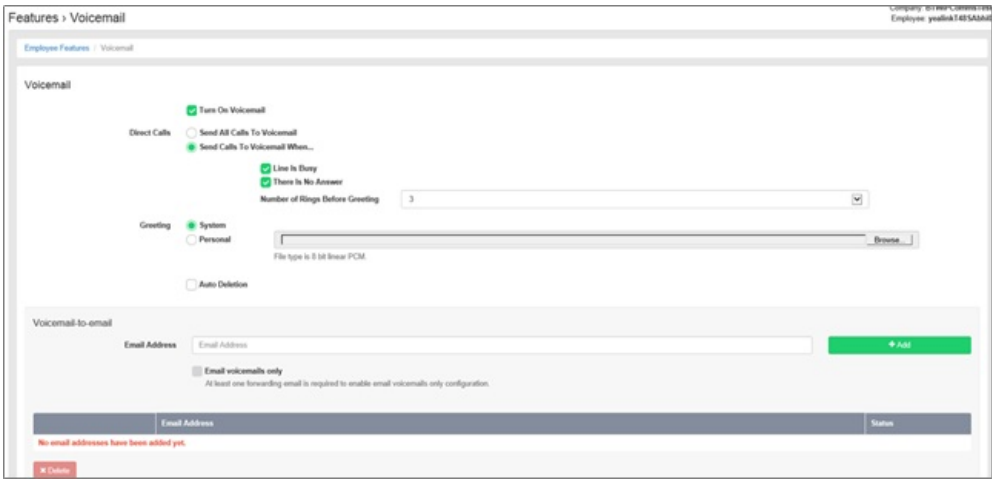 Features › Voicemail
Company:
Employee:
Employee Features / Voicemail
Voicemail
Turn On Voicemail
Direct Calls
Send All Calls To Voicemail
Send Calls To Voicemail When...
Line Is Busy
There Is No Answer
Number of Rings Before Greeting 3
Greeting
System
Personal
Browse...
File type is 8 bit linear PCM.
Auto Deletion
Voicemail-to-email
Email Address Email Address + Add
Email voicemails only
At least one forwarding email is required to enable email voicemails only configuration.
Email Address Status
No email addresses have been added yet.
× Delete